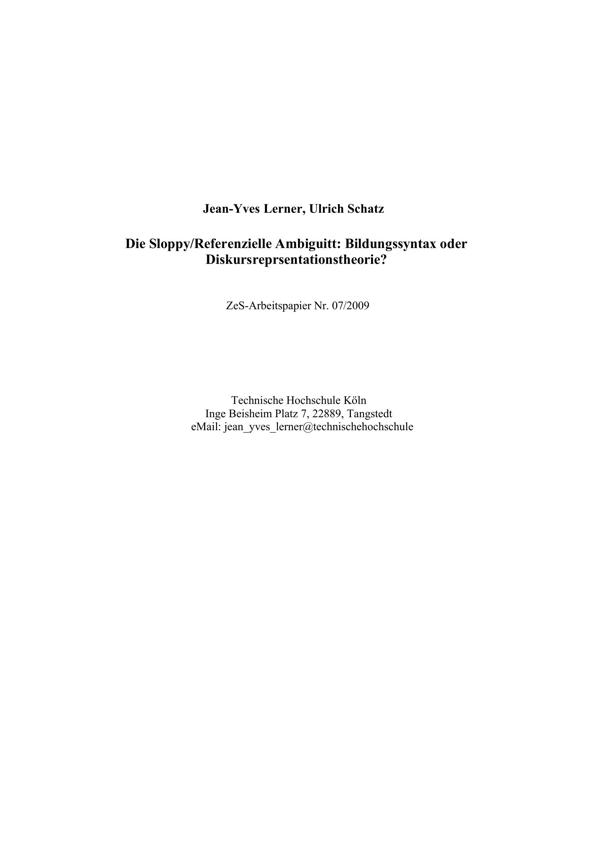 Jean-Yves Lerner, Ulrich Schatz
Die Sloppy/Referenzielle Ambiguitt: Bildungssyntax oder
Diskursreprsentationstheorie?
ZeS-Arbeitspapier Nr. 07/2009
Technische Hochschule Köln
Inge Beisheim Platz 7, 22889, Tangstedt
eMail: jean_yves_lerner@technischehochschule